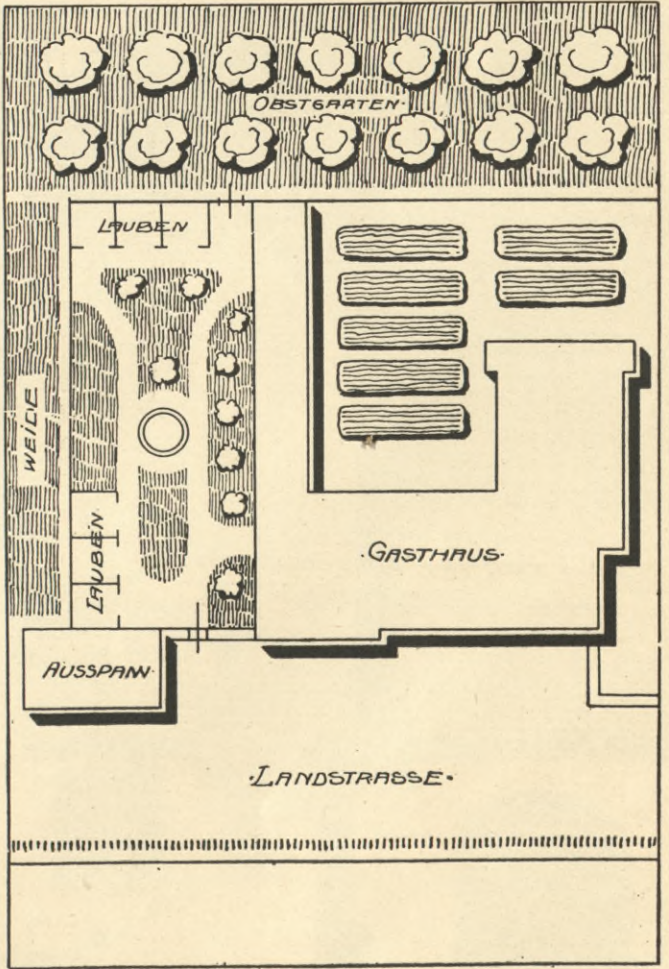 OBSTGARTEN·
LAUBEN
WEIDE
LAUBEN
·GASTHAUS·
AUSSPANN·
·LANDSTRASSE·